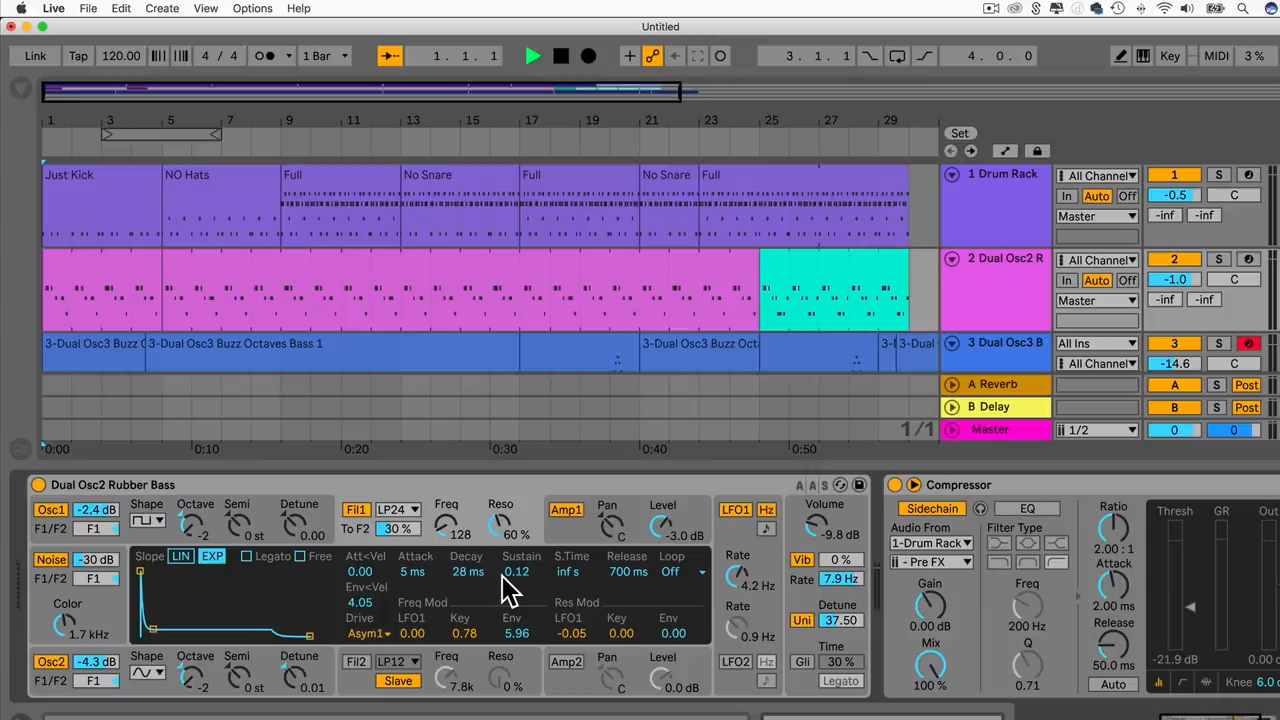 Live File Edit Create View Options Help
Untitled
Link Tap 120.00 4 / 4 1 Bar 1. 1. 1 3. 1. 1 4. 0. 0 Key MIDI 3 %
1 3 5 7 9 11 13 15 17 19 21 23 25 27 29
Set
Just Kick NO Hats Full No Snare Full No Snare Full 1 Drum Rack All Channel 1 S
In Auto Off -0.5 C
Master -inf -inf
2 Dual Osc2 R All Channel 2 S
In Auto Off -1.0 C
Master -inf -inf
3-Dual Osc3 Buzz O 3-Dual Osc3 Buzz Octaves Bass 1 3-Dual Osc3 Buzz Oct 3-Dual 3 Dual Osc3 B All Ins 3 S
All Channel -14.6 C
A Reverb A S Post
B Delay B S Post
1/1 Master 1/2 0 0
0:00 0:10 0:20 0:30 0:40 0:50
Dual Osc2 Rubber Bass A A S Compressor
Osc1 -2.4 dB Shape Octave Semi Detune Fil1 LP24 Freq Reso Amp1 Pan Level LFO1 Hz Volume Sidechain EQ Ratio Thresh GR Out
F1/F2 F1 -2 0 st 0.00 To F2 30 % 128 60 % C -3.0 dB -9.8 dB Audio From Filter Type
1-Drum Rack 2.00 : 1
Noise -30 dB Slope LIN EXP Legato Free Att<Vel Attack Decay Sustain S.Time Release Loop Rate Vib 0 % - Pre FX Attack
F1/F2 F1 0.00 5 ms 28 ms 0.12 inf s 700 ms Off 4.2 Hz Rate 7.9 Hz Gain Freq 2.00 ms
Env<Vel
Color 4.05 Freq Mod Res Mod Rate Detune 0.00 dB 200 Hz Release
1.7 kHz Drive LFO1 Key Env LFO1 Key Env 0.9 Hz Uni 37.50 Mix Q 50.0 ms
Asym1 0.00 0.78 5.96 -0.05 0.00 0.00
Osc2 -4.3 dB Shape Octave Semi Detune Fil2 LP12 Freq Reso Amp2 Pan Level LFO2 Hz Time Gli 30 % -21.9 dB 0.00
F1/F2 F1 -2 0 st 0.01 Slave 7.8k 0 % C 0.0 dB Legato 100 % 0.71 Auto Knee 6.0